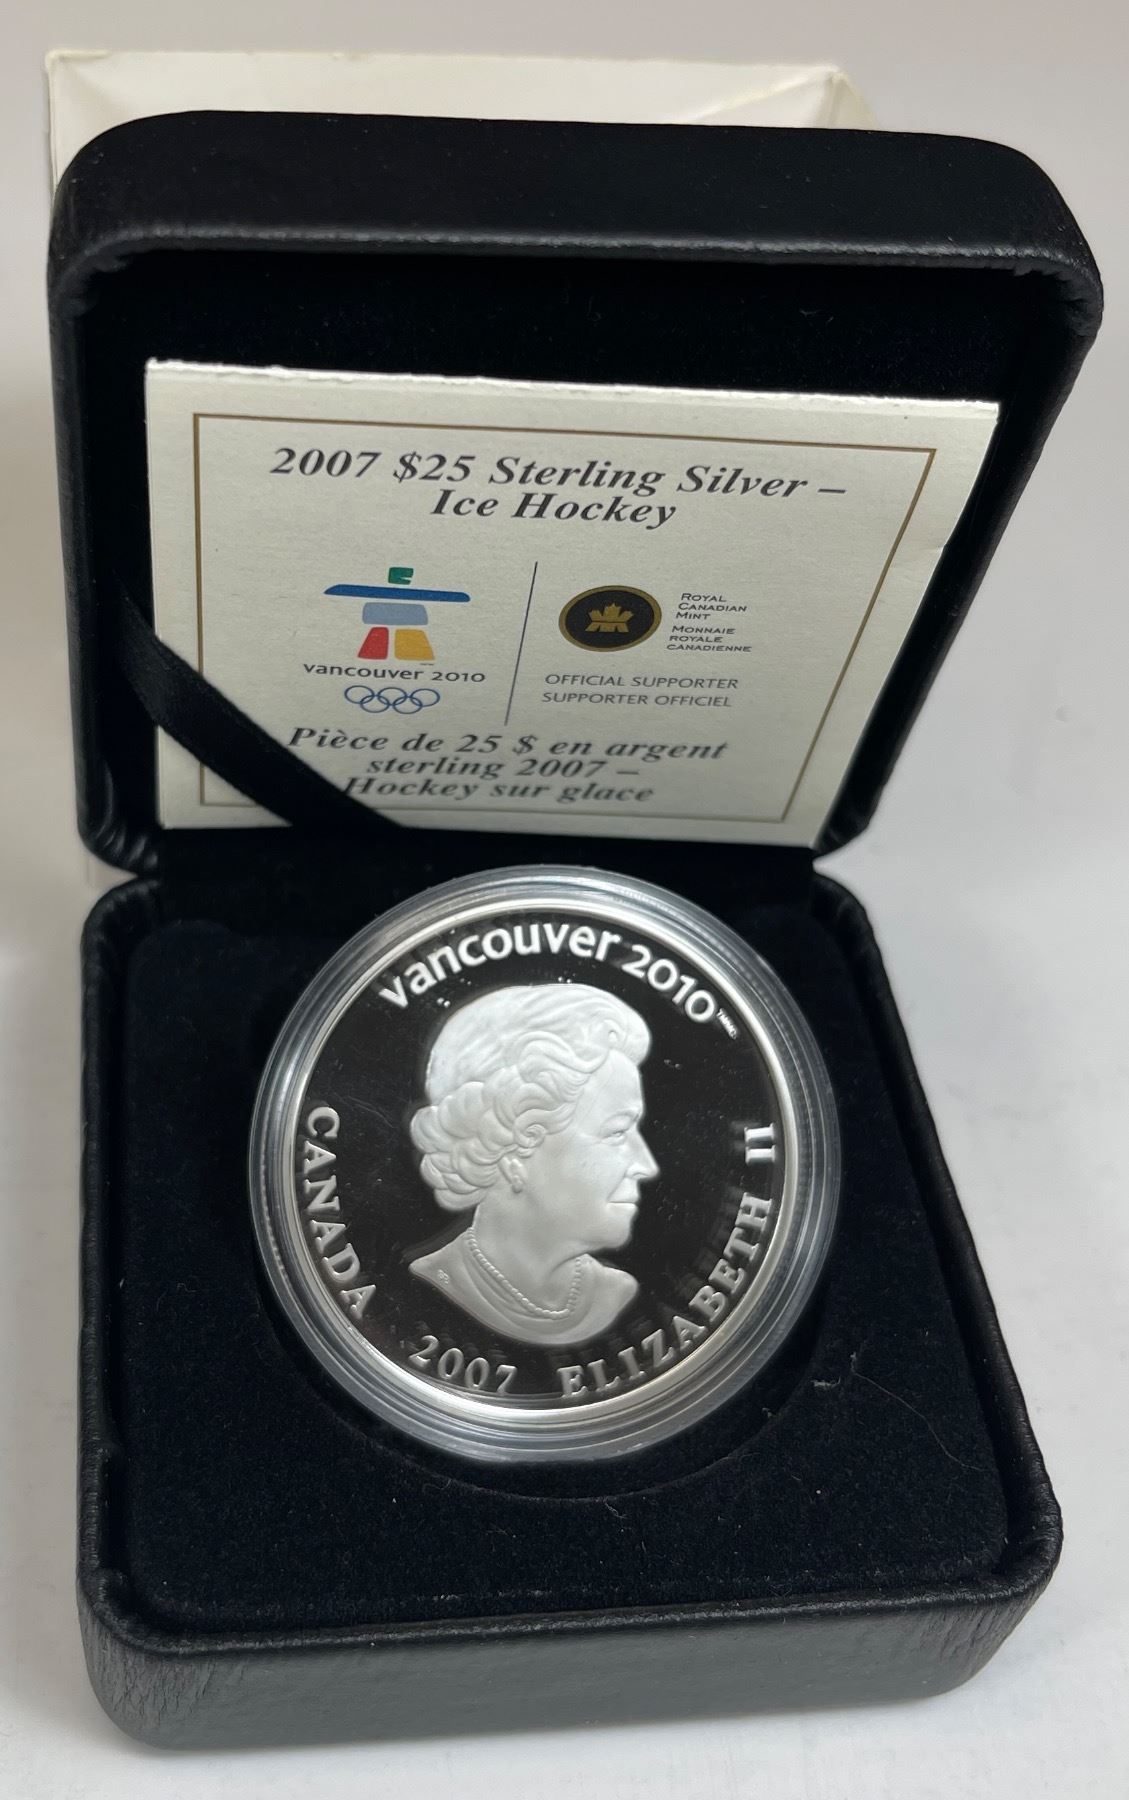 2007 $25 Sterling Silver –
Ice Hockey
vancouver 2010
ROYAL
CANADIAN
MINT
MONNAIE
ROYALE
CANADIENNE
OFFICIAL SUPPORTER
SUPPORTER OFFICIEL
Pièce de 25 $ en argent
sterling 2007 –
Hockey sur glace
vancouver 2010
CANADA
2007
ELIZABETH II